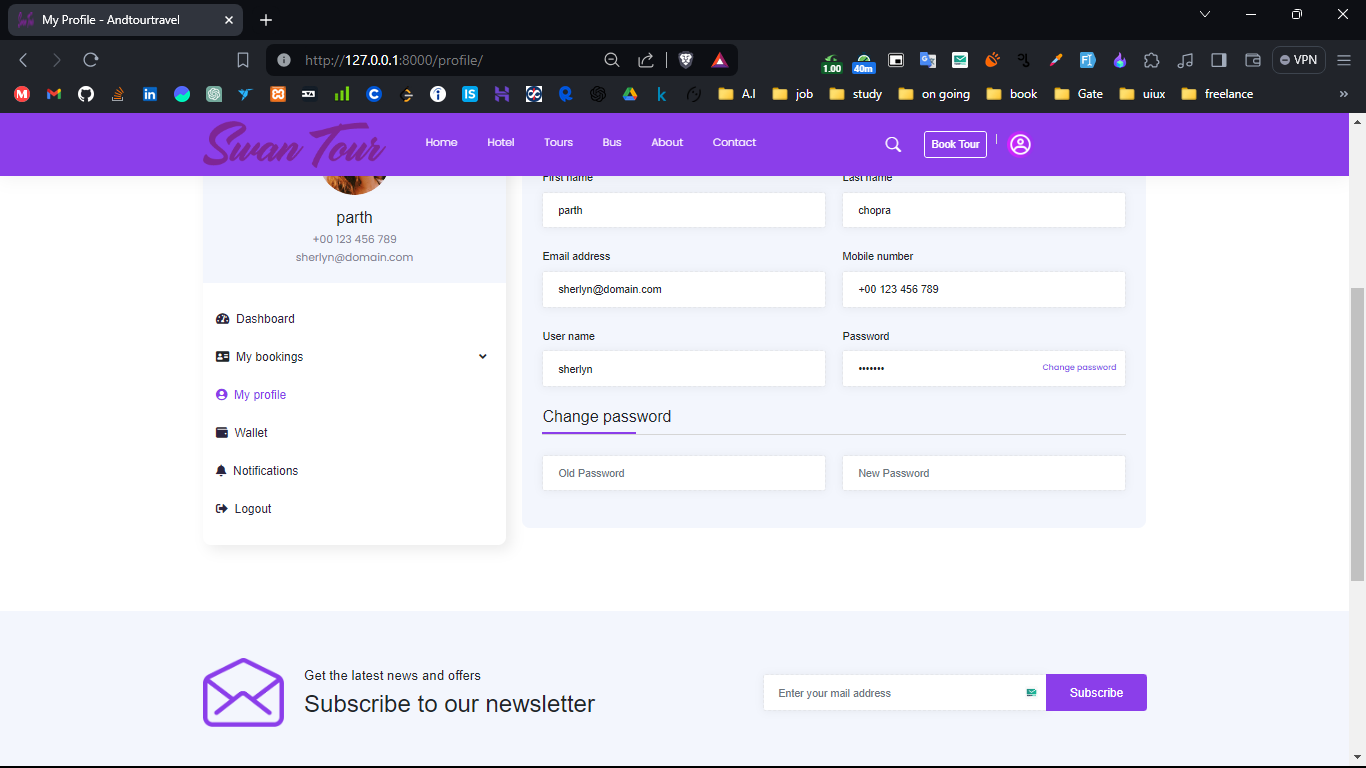 My Profile - Andtourtravel
http://127.0.0.1:8000/profile/
1.00
40m
VPN
A.I
job
study
on going
book
Gate
uiux
freelance
Swan Tour
Home
Hotel
Tours
Bus
About
Contact
Book Tour
First name
Last name
parth
chopra
parth
+00 123 456 789
sherlyn@domain.com
Email address
Mobile number
sherlyn@domain.com
+00 123 456 789
Dashboard
My bookings
My profile
Wallet
Notifications
Logout
User name
Password
sherlyn
•••••••
Change password
Change password
Old Password
New Password
Get the latest news and offers
Subscribe to our newsletter
Enter your mail address
Subscribe